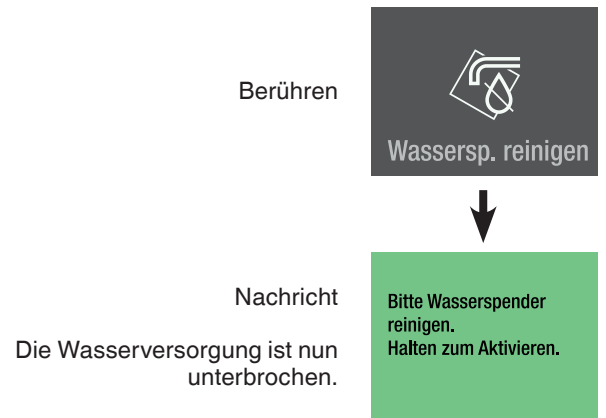 Berühren
Wassersp. reinigen
Nachricht
Die Wasserversorgung ist nun
unterbrochen.
Bitte Wasserspender
reinigen.
Halten zum Aktivieren.